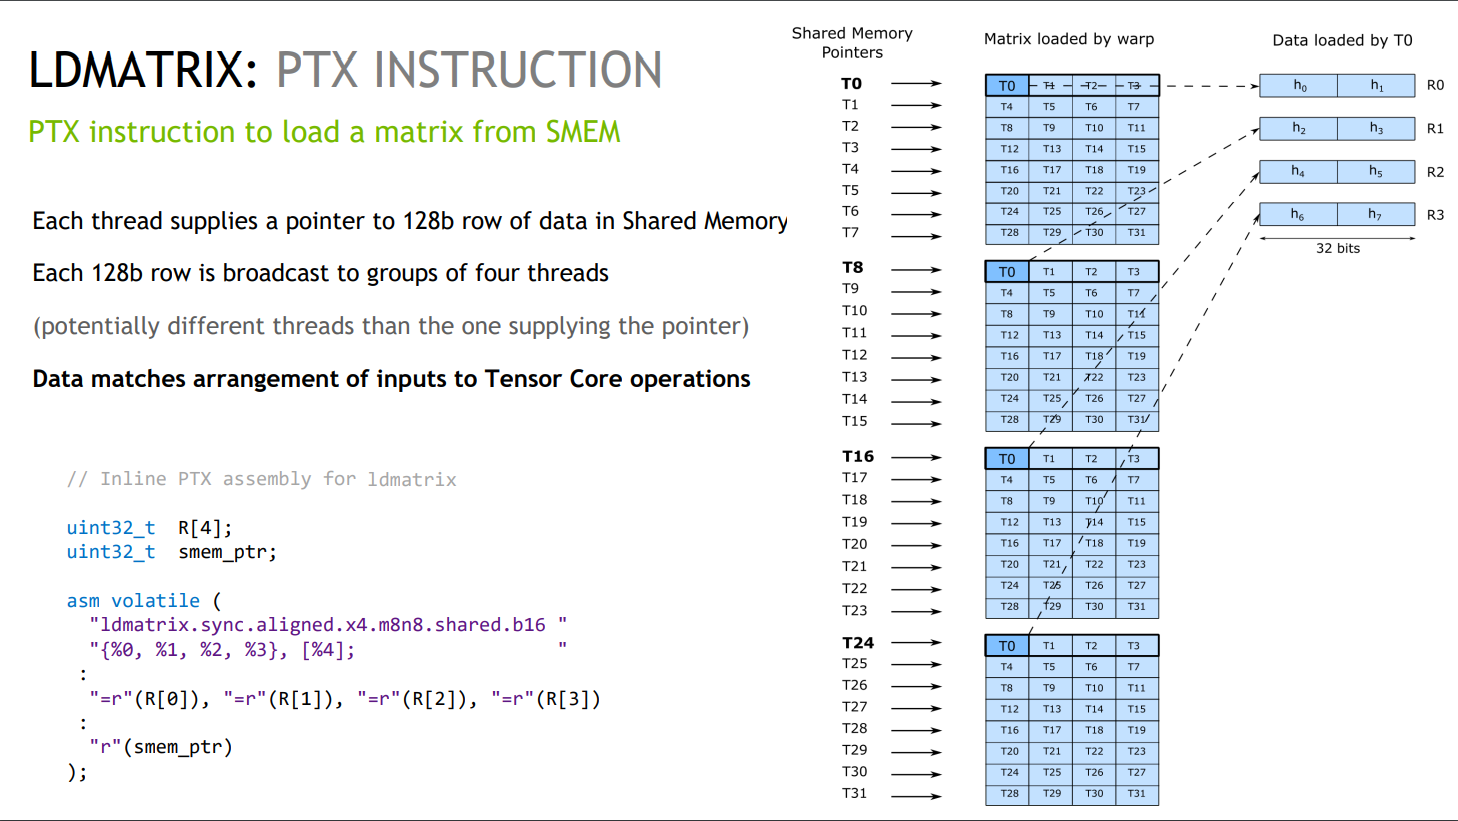 LDMATRIX: PTX INSTRUCTION
PTX instruction to load a matrix from SMEM
Each thread supplies a pointer to 128b row of data in Shared Memory
Each 128b row is broadcast to groups of four threads
(potentially different threads than the one supplying the pointer)
Data matches arrangement of inputs to Tensor Core operations
// Inline PTX assembly for ldmatrix
uint32_t  R[4];
uint32_t  smem_ptr;
asm volatile (
"ldmatrix.sync.aligned.x4.m8n8.shared.b16 "
"{%0, %1, %2, %3}, [%4];                  "
:
"=r"(R[0]), "=r"(R[1]), "=r"(R[2]), "=r"(R[3])
:
"r"(smem_ptr)
);
Shared Memory
Pointers
T0
T1
T2
T3
T4
T5
T6
T7
T8
T9
T10
T11
T12
T13
T14
T15
T16
T17
T18
T19
T20
T21
T22
T23
T24
T25
T26
T27
T28
T29
T30
T31
Matrix loaded by warp
T0 T1 T2 T3
T4 T5 T6 T7
T8 T9 T10 T11
T12 T13 T14 T15
T16 T17 T18 T19
T20 T21 T22 T23
T24 T25 T26 T27
T28 T29 T30 T31
T0 T1 T2 T3
T4 T5 T6 T7
T8 T9 T10 T11
T12 T13 T14 T15
T16 T17 T18 T19
T20 T21 T22 T23
T24 T25 T26 T27
T28 T29 T30 T31
T0 T1 T2 T3
T4 T5 T6 T7
T8 T9 T10 T11
T12 T13 T14 T15
T16 T17 T18 T19
T20 T21 T22 T23
T24 T25 T26 T27
T28 T29 T30 T31
T0 T1 T2 T3
T4 T5 T6 T7
T8 T9 T10 T11
T12 T13 T14 T15
T16 T17 T18 T19
T20 T21 T22 T23
T24 T25 T26 T27
T28 T29 T30 T31
Data loaded by T0
h₀ h₁ R0
h₂ h₃ R1
h₄ h₅ R2
h₆ h₇ R3
32 bits